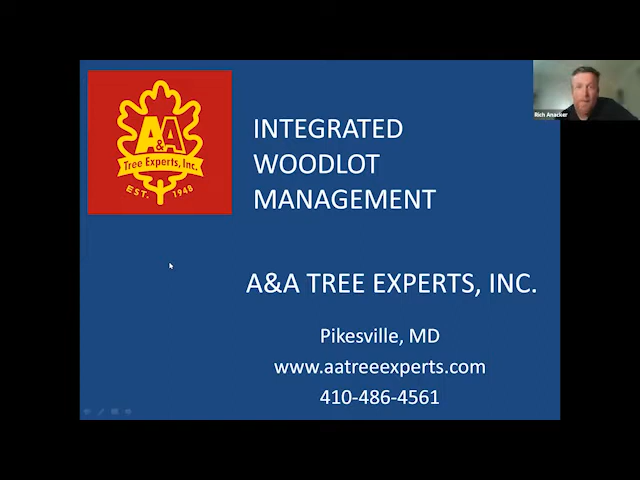 A&A
Tree Experts, Inc.
EST. 1948
INTEGRATED
WOODLOT
MANAGEMENT
A&A TREE EXPERTS, INC.
Pikesville, MD
www.aatreeexperts.com
410-486-4561
Rich Anacker